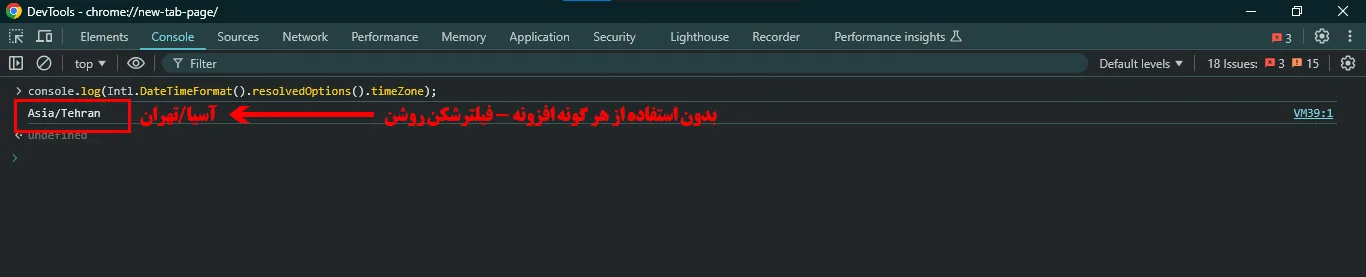 DevTools - chrome://new-tab-page/
Elements Console Sources Network Performance Memory Application Security Lighthouse Recorder Performance insights 3
top Filter Default levels 18 Issues: 3 15
console.log(Intl.DateTimeFormat().resolvedOptions().timeZone);
Asia/Tehran آسیا/تهران بدون استفاده از هر گونه افزونه - فیلترشکن روشن VM39:1
undefined